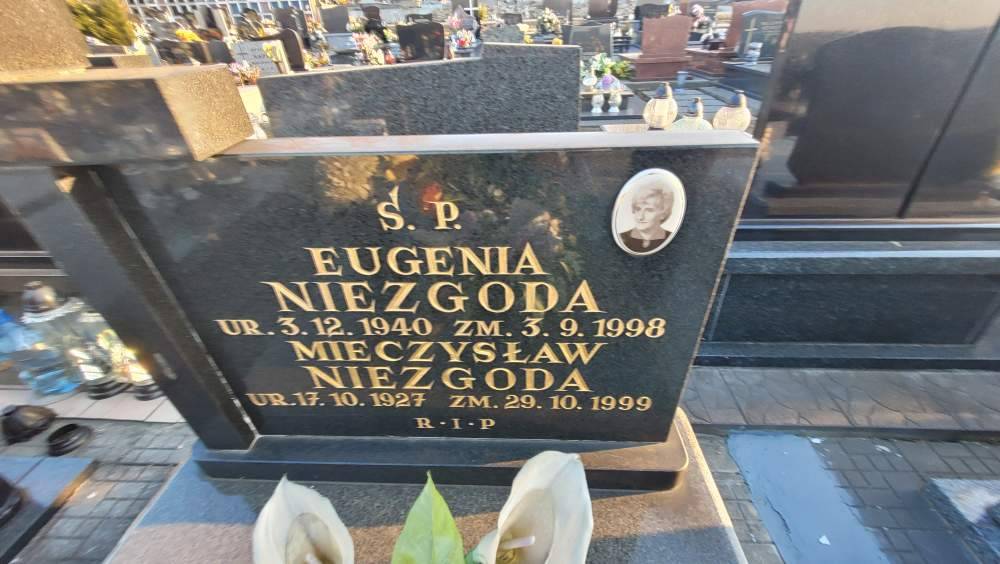 Ś. P.
EUGENIA
NIEZGODA
UR. 3. 12. 1940 ZM. 3. 9. 1998
MIECZYSŁAW
NIEZGODA
UR. 17. 10. 1927 ZM. 29. 10. 1999
R · I · P